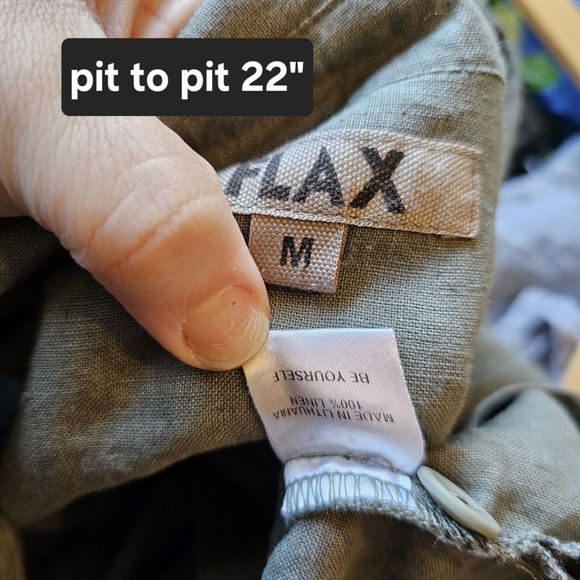 pit to pit 22"
FLAX
M
BE YOURSELF
100% LINEN
MADE IN LITHUANIA